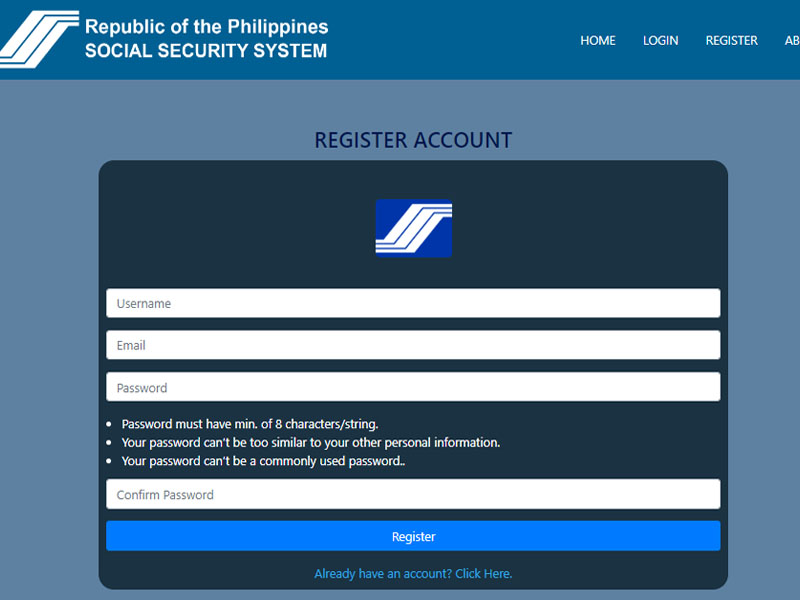 Republic of the Philippines
SOCIAL SECURITY SYSTEM
HOME LOGIN REGISTER AB
REGISTER ACCOUNT
Username
Email
Password
Password must have min. of 8 characters/string.
Your password can't be too similar to your other personal information.
Your password can't be a commonly used password..
Confirm Password
Register
Already have an account? Click Here.